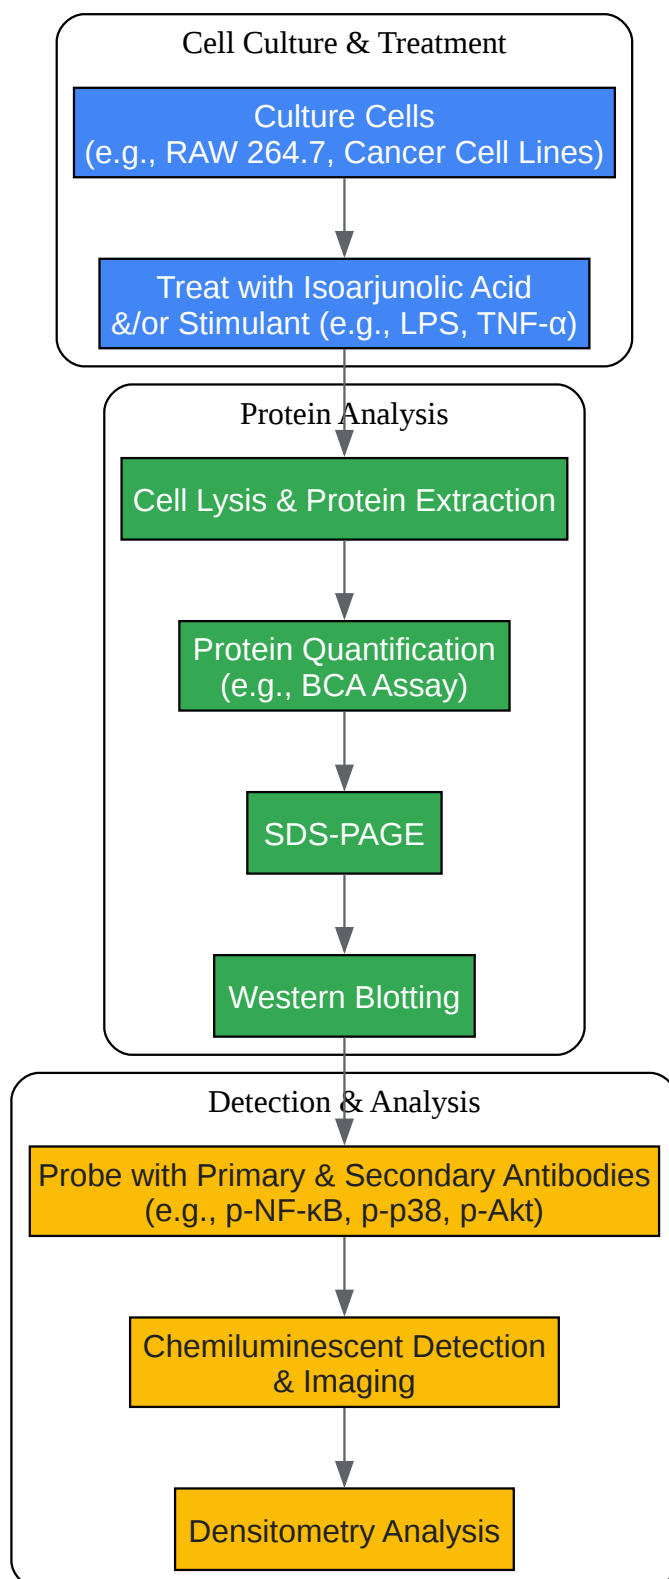 Cell Culture & Treatment
Culture Cells
(e.g., RAW 264.7, Cancer Cell Lines)
Treat with Isoarjunolic Acid
&/or Stimulant (e.g., LPS, TNF-α)
Protein Analysis
Cell Lysis & Protein Extraction
Protein Quantification
(e.g., BCA Assay)
SDS-PAGE
Western Blotting
Detection & Analysis
Probe with Primary & Secondary Antibodies
(e.g., p-NF-κB, p-p38, p-Akt)
Chemiluminescent Detection
& Imaging
Densitometry Analysis